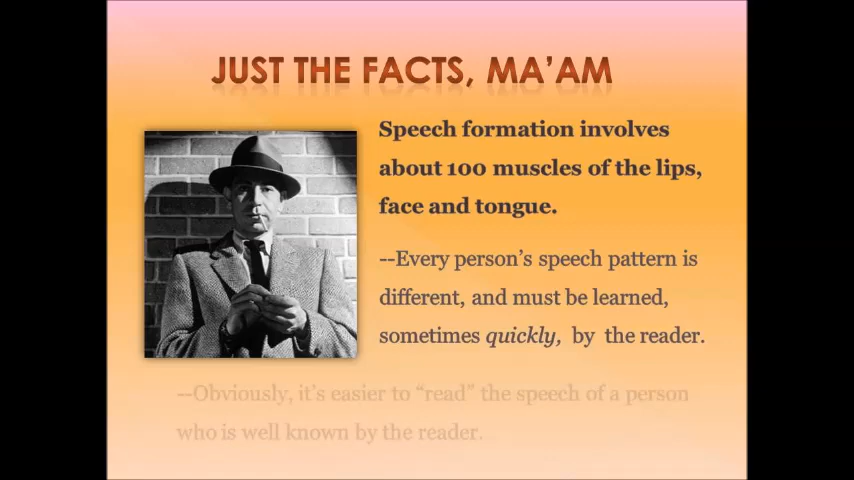 JUST THE FACTS, MA'AM
Speech formation involves
about 100 muscles of the lips,
face and tongue.
--Every person's speech pattern is
different, and must be learned,
sometimes quickly, by the reader.
--Obviously, it's easier to "read" the speech of a person
who is well known by the reader.